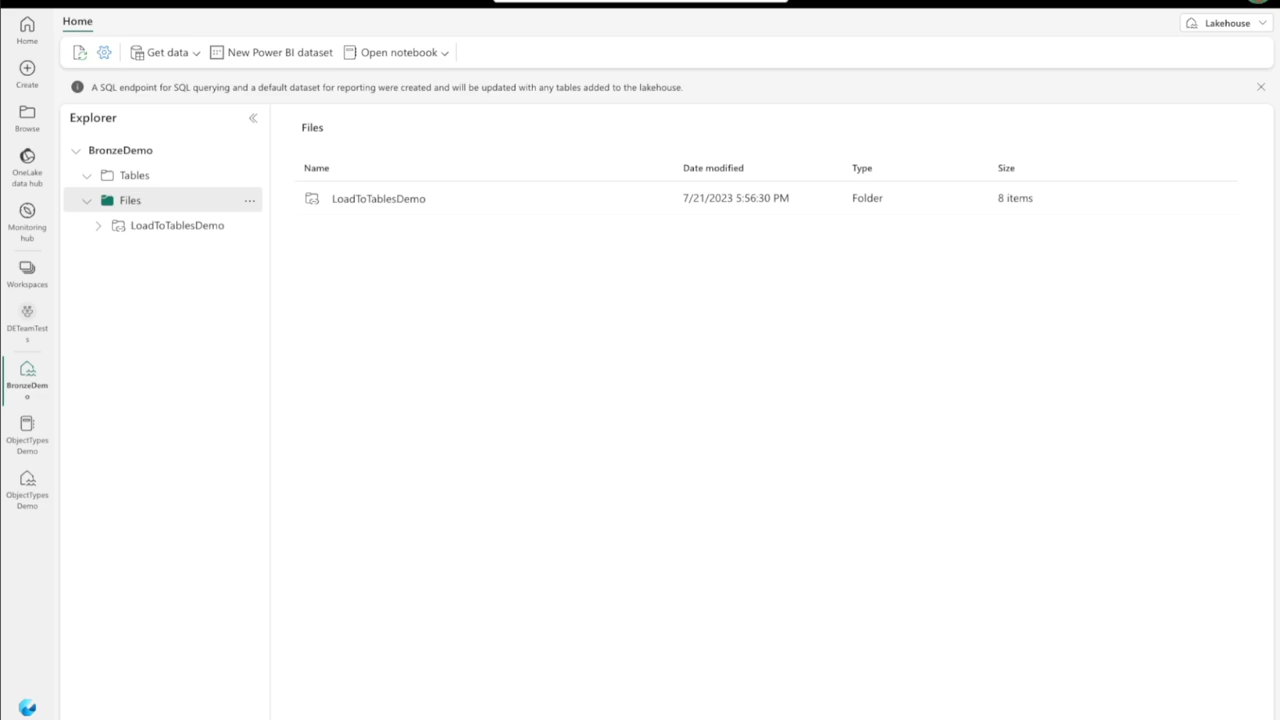 Home
Lakehouse
Get data
New Power BI dataset
Open notebook
A SQL endpoint for SQL querying and a default dataset for reporting were created and will be updated with any tables added to the lakehouse.
Home
Create
Browse
OneLake
data hub
Monitoring
hub
Workspaces
DETeamTest
s
BronzeDem
o
ObjectTypes
Demo
ObjectTypes
Demo
Explorer
BronzeDemo
Tables
Files
LoadToTablesDemo
Files
Name Date modified Type Size
LoadToTablesDemo 7/21/2023 5:56:30 PM Folder 8 items